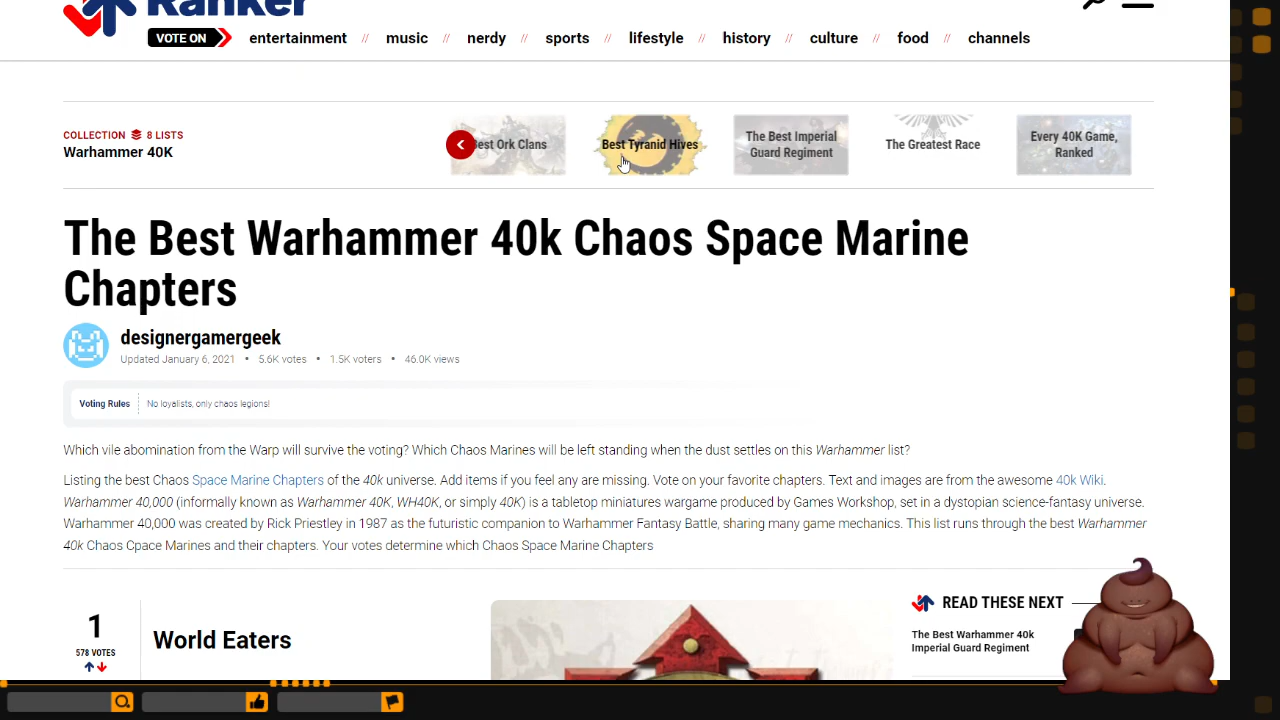 Ranker
VOTE ON entertainment // music // nerdy // sports // lifestyle // history // culture // food // channels
COLLECTION 8 LISTS
Warhammer 40K
Best Ork Clans
Best Tyranid Hives
The Best Imperial
Guard Regiment
The Greatest Race
Every 40K Game,
Ranked
The Best Warhammer 40k Chaos Space Marine
Chapters
designergamergeek
Updated January 6, 2021 • 5.6K votes • 1.5K voters • 46.0K views
Voting Rules No loyalists, only chaos legions!
Which vile abomination from the Warp will survive the voting? Which Chaos Marines will be left standing when the dust settles on this Warhammer list?
Listing the best Chaos Space Marine Chapters of the 40k universe. Add items if you feel any are missing. Vote on your favorite chapters. Text and images are from the awesome 40k Wiki.
Warhammer 40,000 (informally known as Warhammer 40K, WH40K, or simply 40K) is a tabletop miniatures wargame produced by Games Workshop, set in a dystopian science-fantasy universe.
Warhammer 40,000 was created by Rick Priestley in 1987 as the futuristic companion to Warhammer Fantasy Battle, sharing many game mechanics. This list runs through the best Warhammer
40k Chaos Cpace Marines and their chapters. Your votes determine which Chaos Space Marine Chapters
1
578 VOTES
World Eaters
READ THESE NEXT
The Best Warhammer 40k
Imperial Guard Regiment